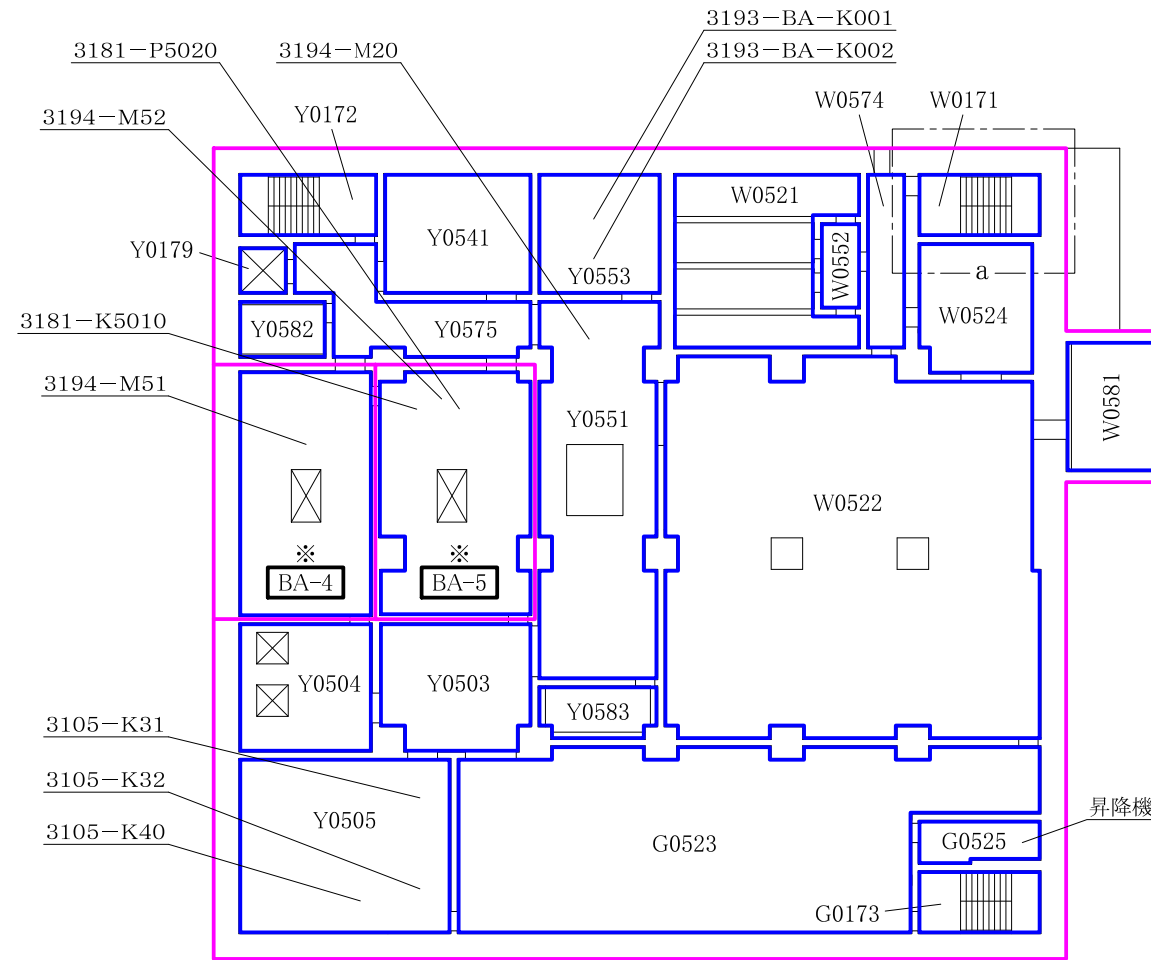 3193-BA-K001
3181-P5020
3194-M20
3193-BA-K002
Y0172
W0574
W0171
3194-M52
W0521
Y0541
Y0179
W0552
Y0553
a
3181-K5010
Y0582
Y0575
W0524
3194-M51
Y0551
W0581
W0522
※
※
BA-4
BA-5
Y0504
Y0503
Y0583
3105-K31
3105-K32
Y0505
昇降機
3105-K40
G0523
G0525
G0173